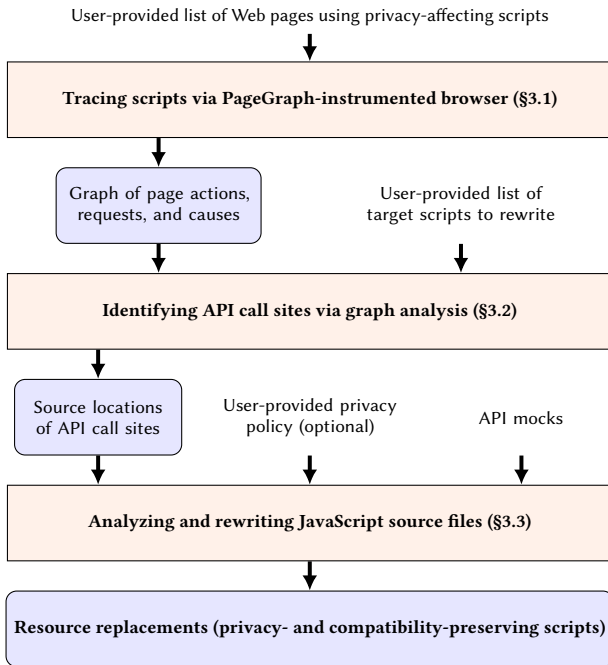 User-provided list of Web pages using privacy-affecting scripts
Tracing scripts via PageGraph-instrumented browser (§3.1)
Graph of page actions,
requests, and causes
User-provided list of
target scripts to rewrite
Identifying API call sites via graph analysis (§3.2)
Source locations
of API call sites
User-provided privacy
policy (optional)
API mocks
Analyzing and rewriting JavaScript source files (§3.3)
Resource replacements (privacy- and compatibility-preserving scripts)